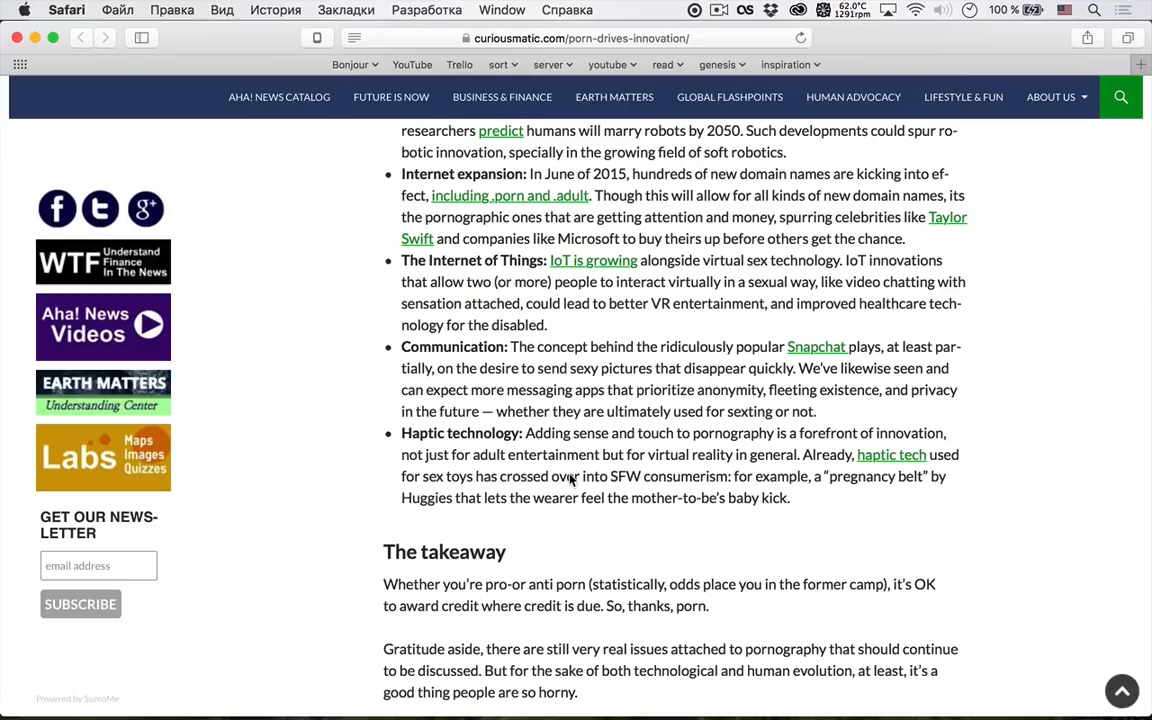 Safari Файл Правка Вид История Закладки Разработка Window Справка 62.0°C 1291rpm 100 %
curiousmatic.com/porn-drives-innovation/
Bonjour YouTube Trello sort server youtube read genesis inspiration
AHA! NEWS CATALOG FUTURE IS NOW BUSINESS & FINANCE EARTH MATTERS GLOBAL FLASHPOINTS HUMAN ADVOCACY LIFESTYLE & FUN ABOUT US
researchers predict humans will marry robots by 2050. Such developments could spur ro-
botic innovation, specially in the growing field of soft robotics.
Internet expansion: In June of 2015, hundreds of new domain names are kicking into ef-
fect, including .porn and .adult. Though this will allow for all kinds of new domain names, its
the pornographic ones that are getting attention and money, spurring celebrities like Taylor
Swift and companies like Microsoft to buy theirs up before others get the chance.
The Internet of Things: IoT is growing alongside virtual sex technology. IoT innovations
that allow two (or more) people to interact virtually in a sexual way, like video chatting with
sensation attached, could lead to better VR entertainment, and improved healthcare tech-
nology for the disabled.
Communication: The concept behind the ridiculously popular Snapchat plays, at least par-
tially, on the desire to send sexy pictures that disappear quickly. We’ve likewise seen and
can expect more messaging apps that prioritize anonymity, fleeting existence, and privacy
in the future — whether they are ultimately used for sexting or not.
Haptic technology: Adding sense and touch to pornography is a forefront of innovation,
not just for adult entertainment but for virtual reality in general. Already, haptic tech used
for sex toys has crossed over into SFW consumerism: for example, a “pregnancy belt” by
Huggies that lets the wearer feel the mother-to-be’s baby kick.
The takeaway
Whether you’re pro-or anti porn (statistically, odds place you in the former camp), it’s OK
to award credit where credit is due. So, thanks, porn.
Gratitude aside, there are still very real issues attached to pornography that should continue
to be discussed. But for the sake of both technological and human evolution, at least, it’s a
good thing people are so horny.
f t g+
WTF Understand
Finance
In The News
Aha! News
Videos
EARTH MATTERS
Understanding Center
Labs Maps
Images
Quizzes
GET OUR NEWS-
LETTER
email address
SUBSCRIBE
Powered by SumoMe